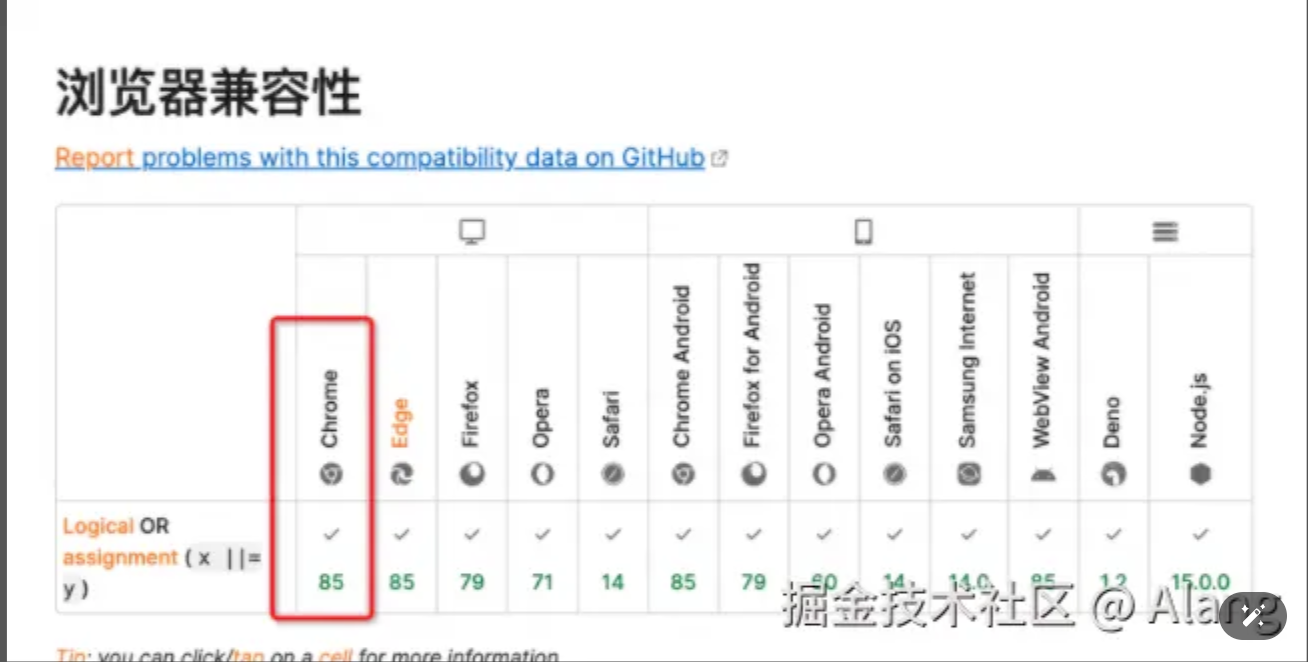 浏览器兼容性
Report problems with this compatibility data on GitHub
Chrome
Edge
Firefox
Opera
Safari
Chrome Android
Firefox for Android
Opera Android
Safari on iOS
Samsung Internet
WebView Android
Deno
Node.js
Logical OR
assignment ( x ||=
y )
85 85 79 71 14 85 79 60 14 14.0 85 1.2 15.0.0
掘金技术社区 @ Alang
Tip: you can click/tap on a cell for more information.